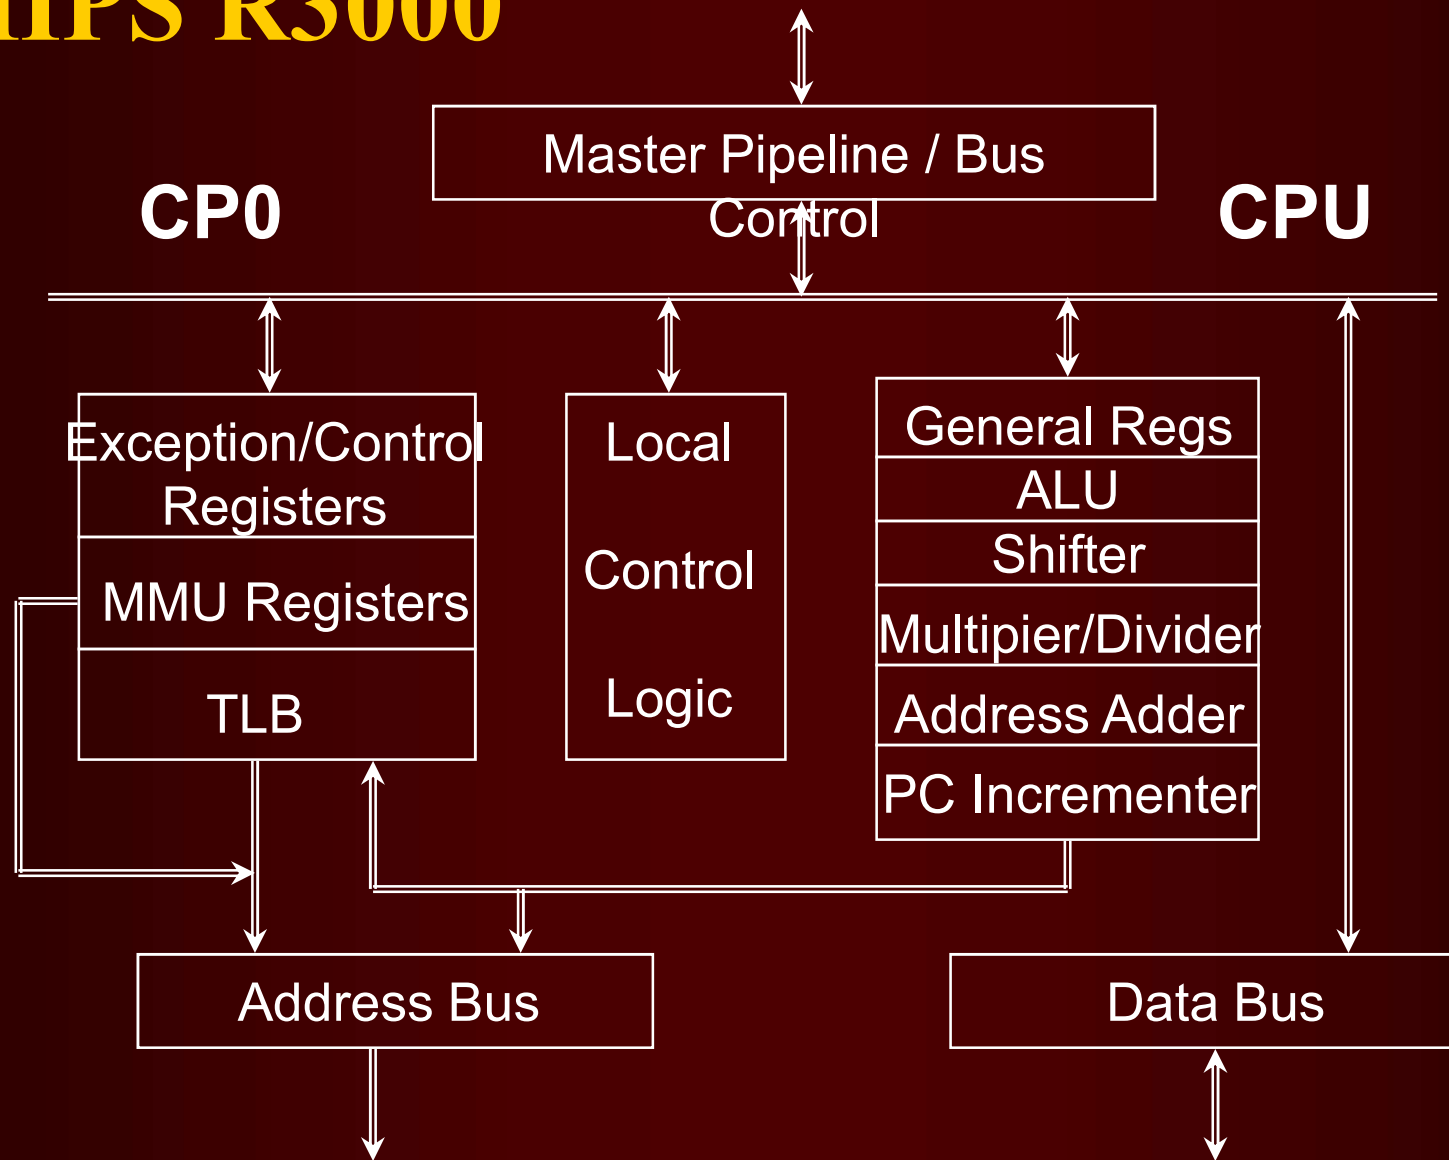 MIPS R3000
Master Pipeline / Bus
Control
CP0
CPU
Exception/Control
Registers
MMU Registers
TLB
Local
Control
Logic
General Regs
ALU
Shifter
Multipier/Divider
Address Adder
PC Incrementer
Address Bus
Data Bus